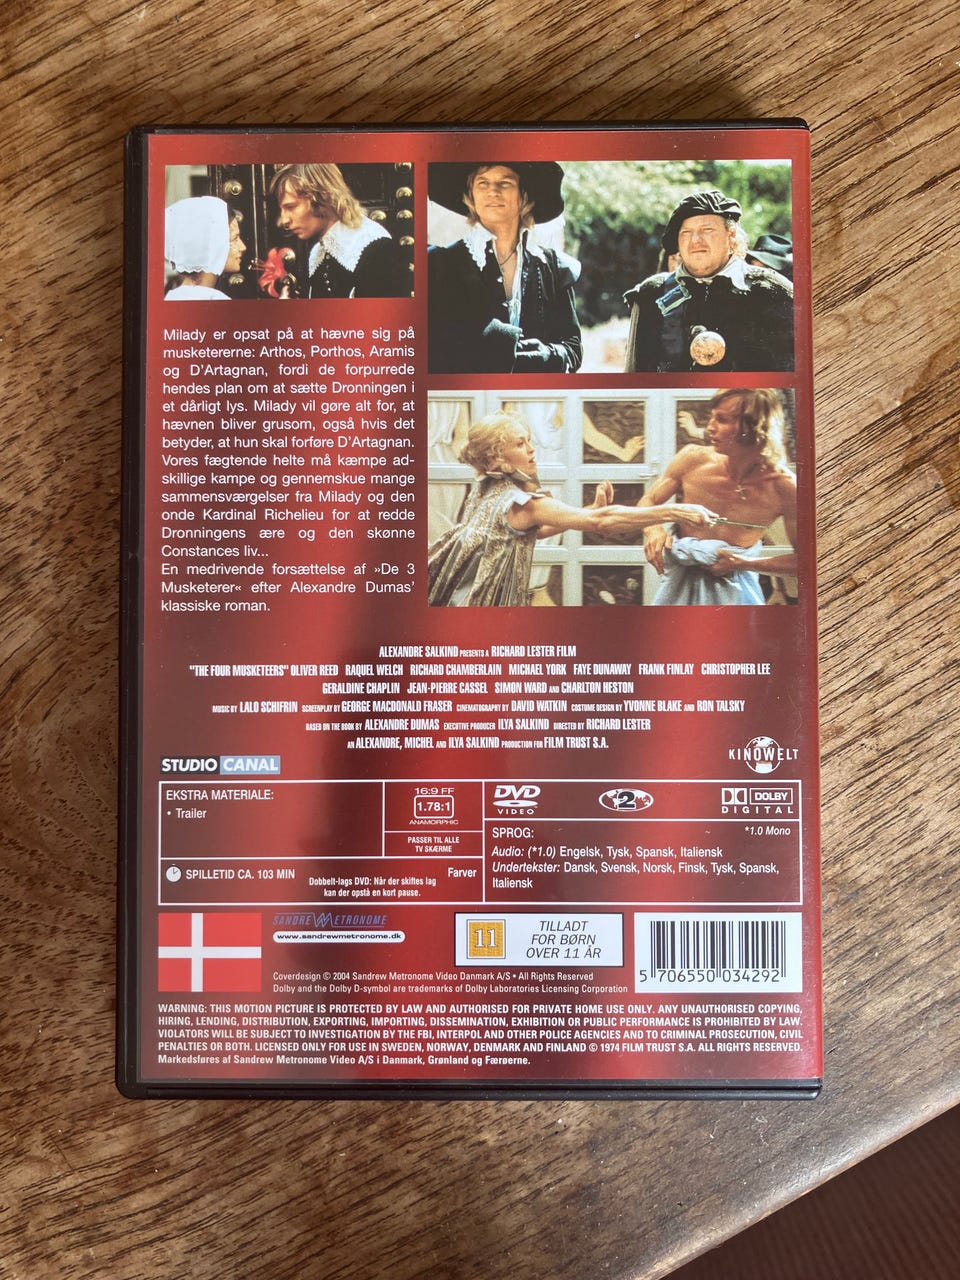 Milady er opsat på at hævne sig på
musketererne: Arthos, Porthos, Aramis
og D'Artagnan, fordi de forpurrede
hendes plan om at sætte Dronningen i
et dårligt lys. Milady vil gøre alt for, at
hævnen bliver grusom, også hvis det
betyder, at hun skal forføre D'Artagnan.
Vores fægtende helte må kæmpe ad-
skillige kampe og gennemskue mange
sammensværgelser fra Milady og den
onde Kardinal Richelieu for at redde
Dronningens ære og den skønne
Constances liv...
En medrivende forsættelse af »De 3
Musketerer« efter Alexandre Dumas'
klassiske roman.
ALEXANDRE SALKIND PRESENTS A RICHARD LESTER FILM
"THE FOUR MUSKETEERS" OLIVER REED RAQUEL WELCH RICHARD CHAMBERLAIN MICHAEL YORK FAYE DUNAWAY FRANK FINLAY CHRISTOPHER LEE
GERALDINE CHAPLIN JEAN-PIERRE CASSEL SIMON WARD AND CHARLTON HESTON
MUSIC BY LALO SCHIFRIN SCREENPLAY BY GEORGE MACDONALD FRASER CINEMATOGRAPHY BY DAVID WATKIN COSTUME DESIGN BY YVONNE BLAKE AND RON TALSKY
BASED ON THE BOOK BY ALEXANDRE DUMAS EXECUTIVE PRODUCER ILYA SALKIND DIRECTED BY RICHARD LESTER
AN ALEXANDRE, MICHEL AND ILYA SALKIND PRODUCTION FOR FILM TRUST S.A.
STUDIO CANAL
KINOWELT
EKSTRA MATERIALE:
• Trailer
16:9 FF
1.78:1
ANAMORPHIC
PASSER TIL ALLE
TV SKÆRME
SPILLETID CA. 103 MIN
Dobbelt-lags DVD: Når der skiftes lag
kan der opstå en kort pause.
Farver
DVD
VIDEO
2
DOLBY
DIGITAL
SPROG:
*1.0 Mono
Audio: (*1.0) Engelsk, Tysk, Spansk, Italiensk
Undertekster: Dansk, Svensk, Norsk, Finsk, Tysk, Spansk,
Italiensk
SANDREW METRONOME
www.sandrewmetronome.dk
11
TILLADT
FOR BØRN
OVER 11 ÅR
5 706550 034292
Coverdesign © 2004 Sandrew Metronome Video Danmark A/S • All Rights Reserved
Dolby and the Dolby D-symbol are trademarks of Dolby Laboratories Licensing Corporation
WARNING: THIS MOTION PICTURE IS PROTECTED BY LAW AND AUTHORISED FOR PRIVATE HOME USE ONLY. ANY UNAUTHORISED COPYING,
HIRING, LENDING, DISTRIBUTION, EXPORTING, IMPORTING, DISSEMINATION, EXHIBITION OR PUBLIC PERFORMANCE IS PROHIBITED BY LAW.
VIOLATORS WILL BE SUBJECT TO INVESTIGATION BY THE FBI, INTERPOL AND OTHER POLICE AGENCIES AND TO CRIMINAL PROSECUTION, CIVIL
PENALTIES OR BOTH. LICENSED ONLY FOR USE IN SWEDEN, NORWAY, DENMARK AND FINLAND © 1974 FILM TRUST S.A. ALL RIGHTS RESERVED.
Markedsføres af Sandrew Metronome Video A/S i Danmark, Grønland og Færøerne.